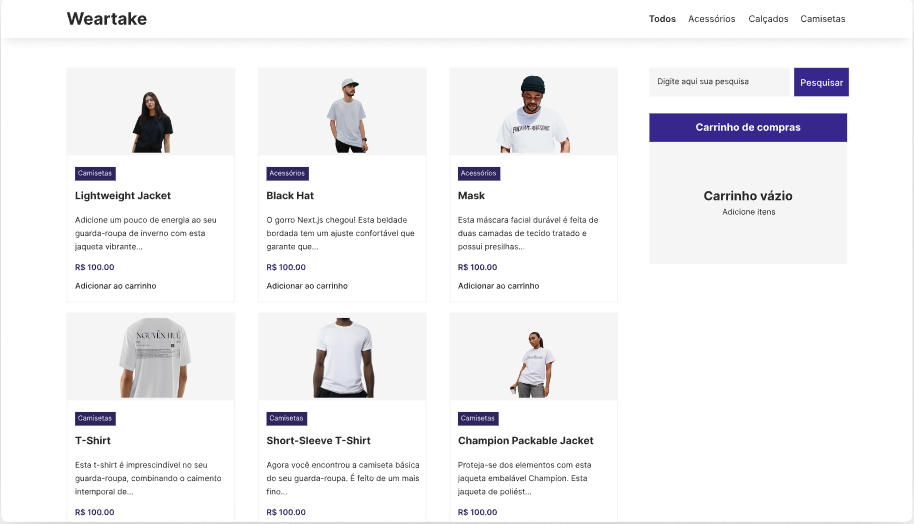 Weartake
Todos Acessórios Calçados Camisetas
Digite aqui sua pesquisa
Pesquisar
Carrinho de compras
Carrinho vázio
Adicione itens
Camisetas
Lightweight Jacket
Adicione um pouco de energia ao seu
guarda-roupa de inverno com esta
jaqueta vibrante...
R$ 100.00
Adicionar ao carrinho
Acessórios
Black Hat
O gorro Next.js chegou! Esta beldade
bordada tem um ajuste confortável que
garante que...
R$ 100.00
Adicionar ao carrinho
Acessórios
Mask
Esta máscara facial durável é feita de
duas camadas de tecido tratado e
possui presilhas...
R$ 100.00
Adicionar ao carrinho
NGUYỄN HUỆ
Camisetas
T-Shirt
Esta t-shirt é imprescindível no seu
guarda-roupa, combinando o caimento
intemporal de...
R$ 100.00
Camisetas
Short-Sleeve T-Shirt
Agora você encontrou a camiseta básica
do seu guarda-roupa. É feito de um mais
fino...
R$ 100.00
Camisetas
Champion Packable Jacket
Proteja-se dos elementos com esta
jaqueta embalável Champion. Esta
jaqueta de poliést...
R$ 100.00